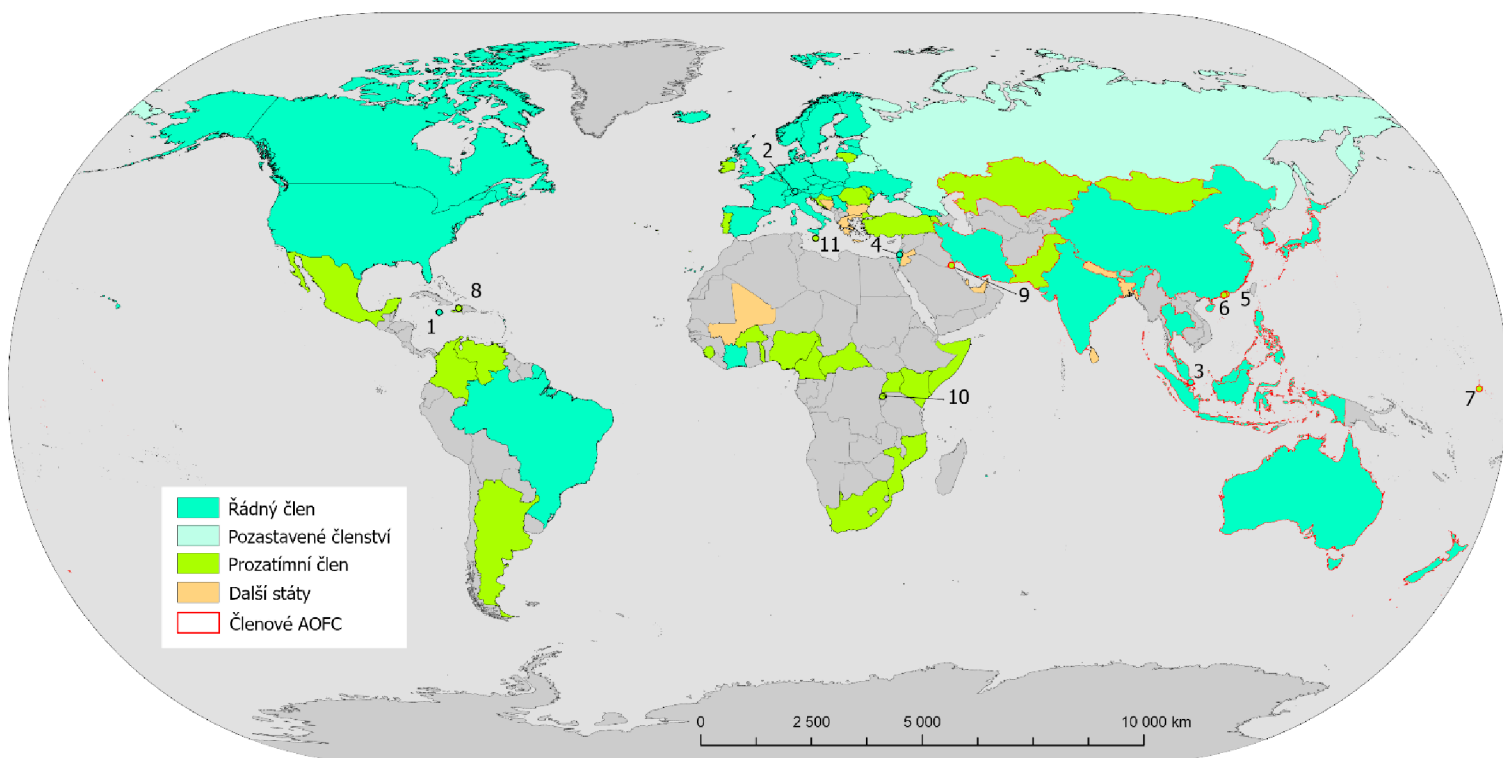 2
8
1
11
4
9
5
6
3
7
10
Řádný člen
Pozastavené členství
Prozatímní člen
Další státy
Členové AOFC
0 2 500 5 000 10 000 km